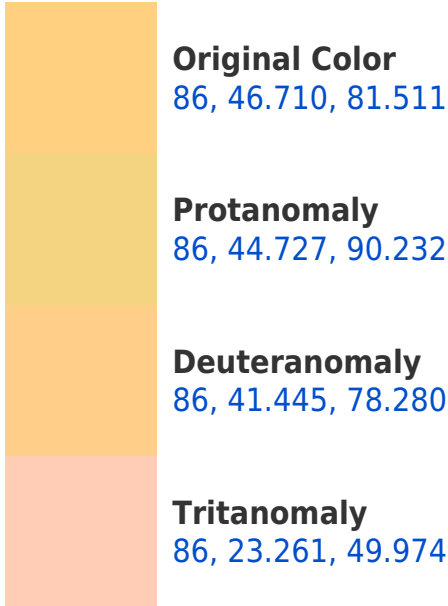 Original Color
86, 46.710, 81.511
Protanomaly
86, 44.727, 90.232
Deuteranomaly
86, 41.445, 78.280
Tritanomaly
86, 23.261, 49.974